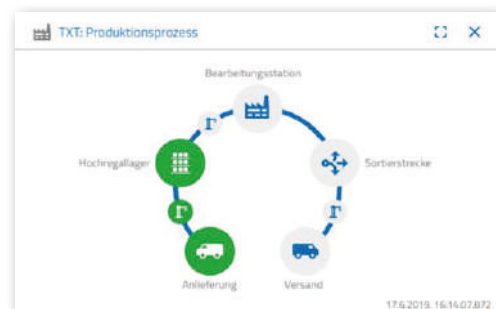 TXT: Produktionsprozess
Bearbeitungsstation
Hochregallager
Sortierstrecke
Anlieferung
Versand
17.6.2019, 16:14:07.872